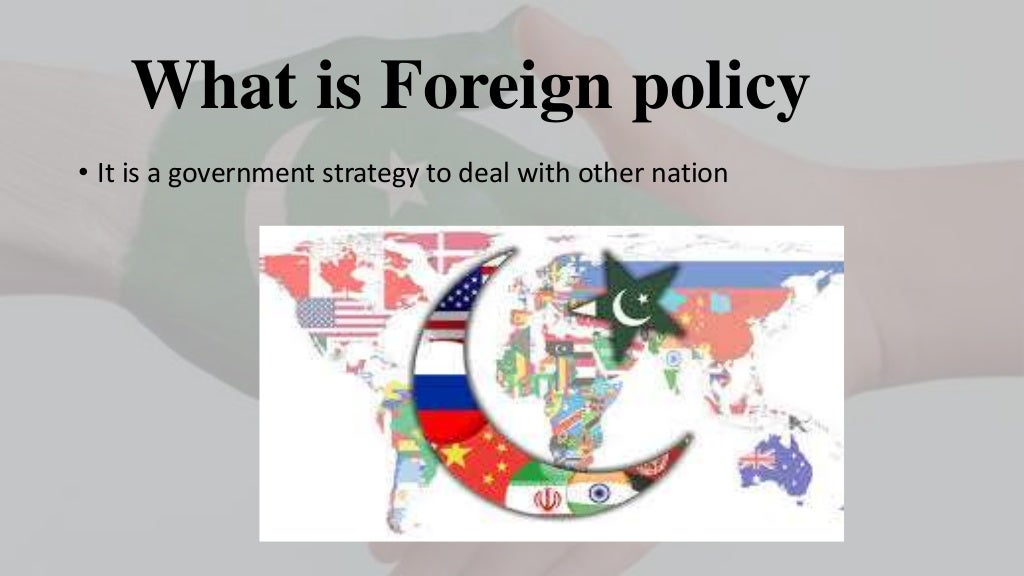 What is Foreign policy
• It is a government strategy to deal with other nation